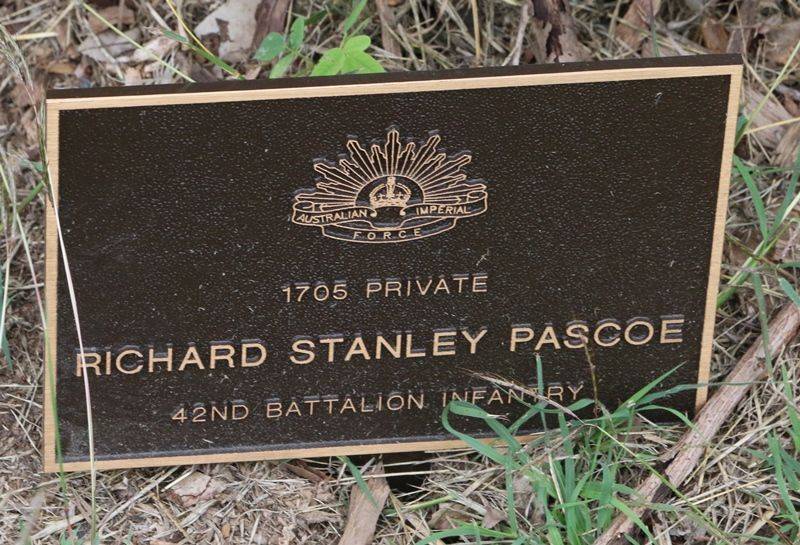 AUSTRALIAN IMPERIAL
FORCE
1705 PRIVATE
RICHARD STANLEY PASCOE
42ND BATTALION INFANTRY